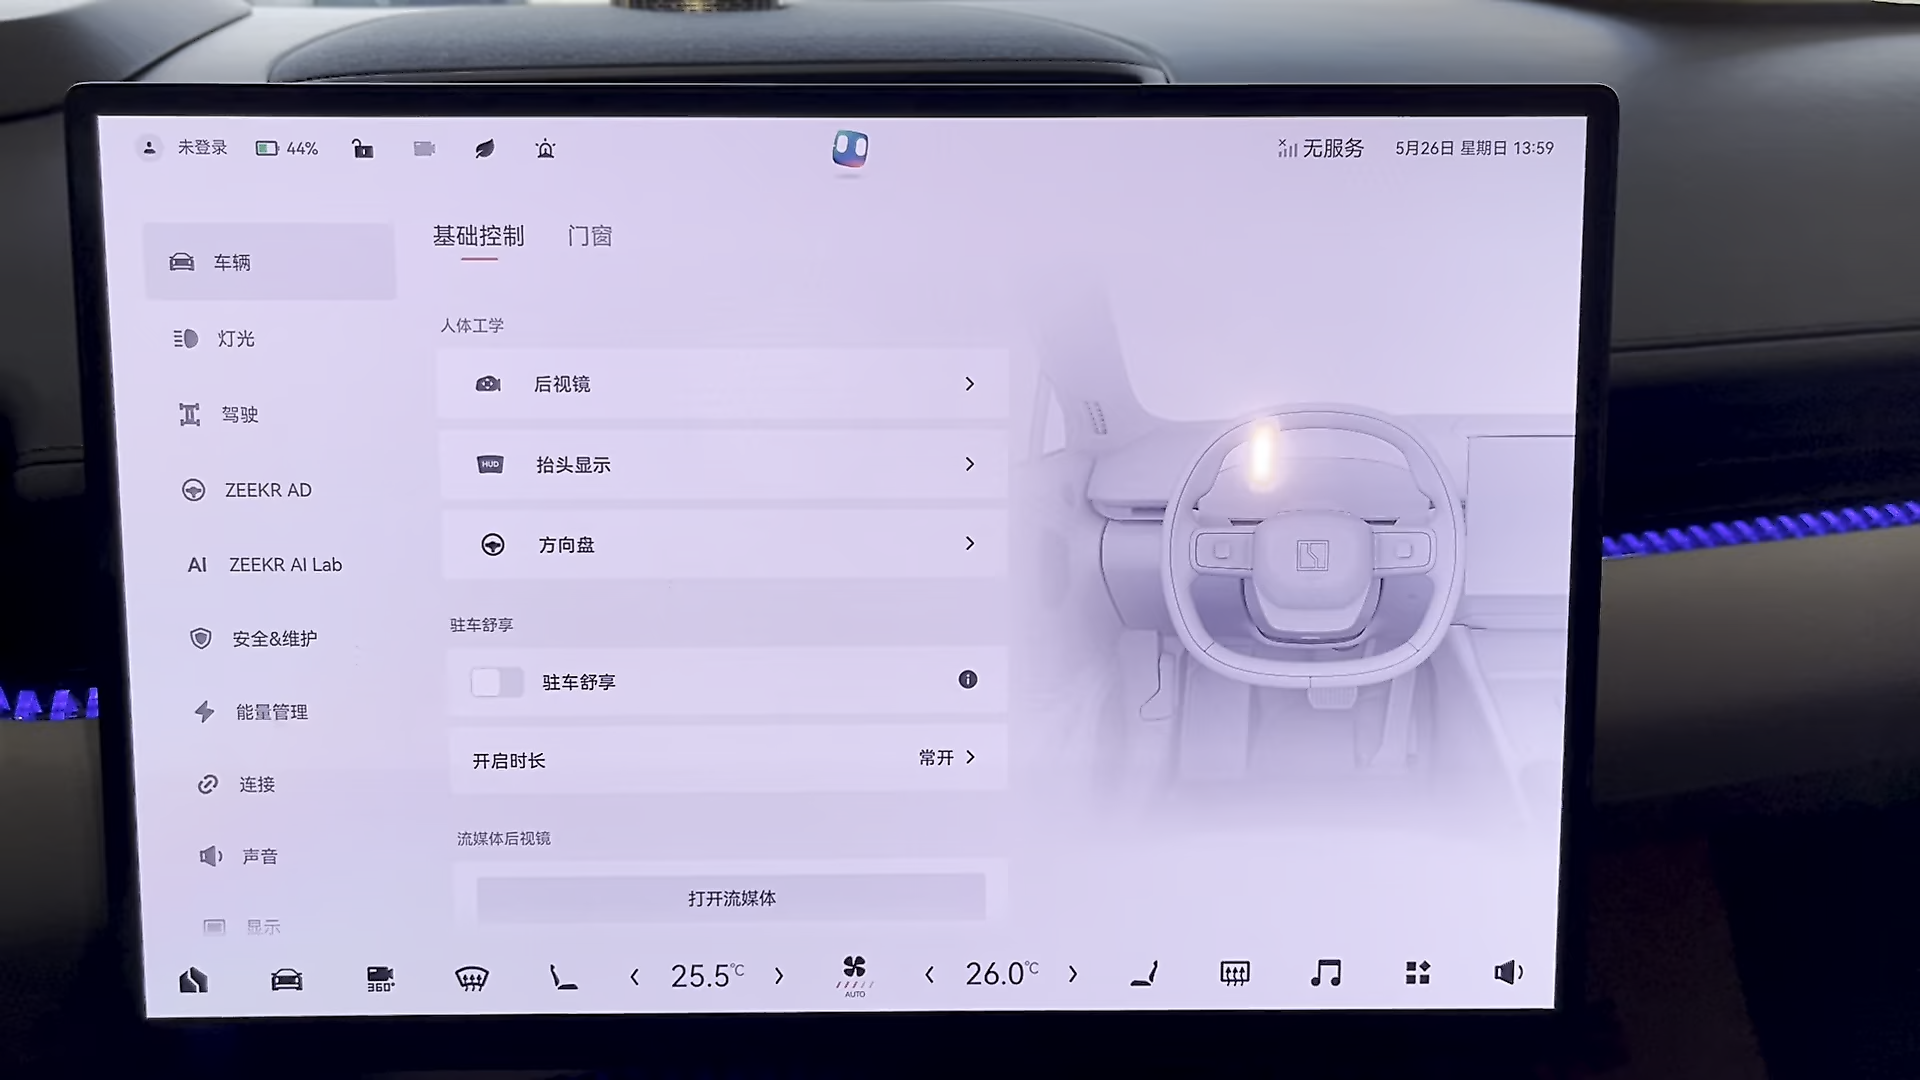 未登录 44% 无服务 5月26日 星期日 13:59
基础控制 门窗
车辆
灯光
驾驶
ZEEKR AD
AI ZEEKR AI Lab
安全&维护
能量管理
连接
声音
显示
人体工学
后视镜
HUD 抬头显示
方向盘
驻车舒享
驻车舒享
开启时长 常开
流媒体后视镜
打开流媒体
360° 25.5℃ AUTO 26.0℃